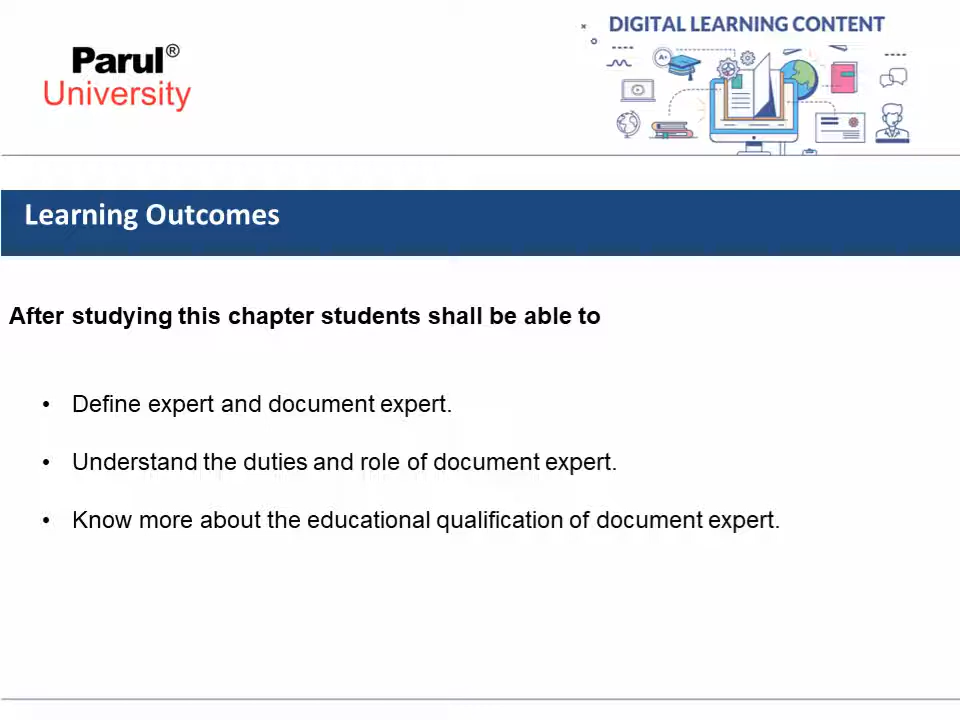 Parul®
University
DIGITAL LEARNING CONTENT
A+
Learning Outcomes
After studying this chapter students shall be able to
• Define expert and document expert.
• Understand the duties and role of document expert.
• Know more about the educational qualification of document expert.